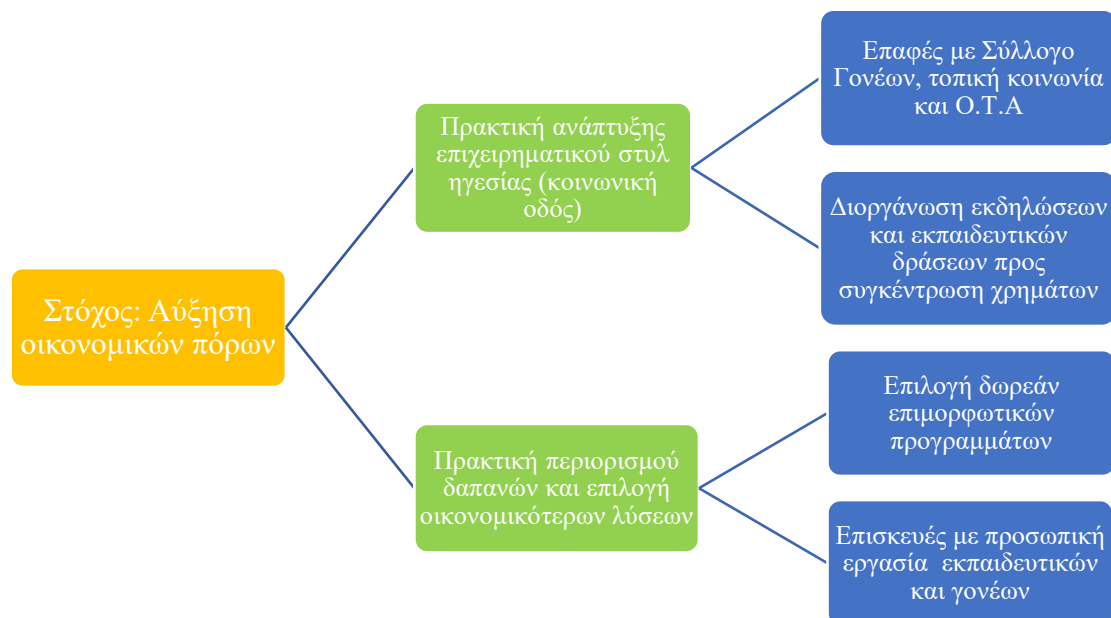 Στόχος: Αύξηση
οικονομικών πόρων
Πρακτική ανάπτυξης
επιχειρηματικού στυλ
ηγεσίας (κοινωνική
οδός)
Επαφές με Σύλλογο
Γονέων, τοπική κοινωνία
και Ο.Τ.Α
Διοργάνωση εκδηλώσεων
και εκπαιδευτικών
δράσεων προς
συγκέντρωση χρημάτων
Πρακτική περιορισμού
δαπανών και επιλογή
οικονομικότερων λύσεων
Επιλογή δωρεάν
επιμορφωτικών
προγραμμάτων
Επισκευές με προσωπική
εργασία εκπαιδευτικών
και γονέων